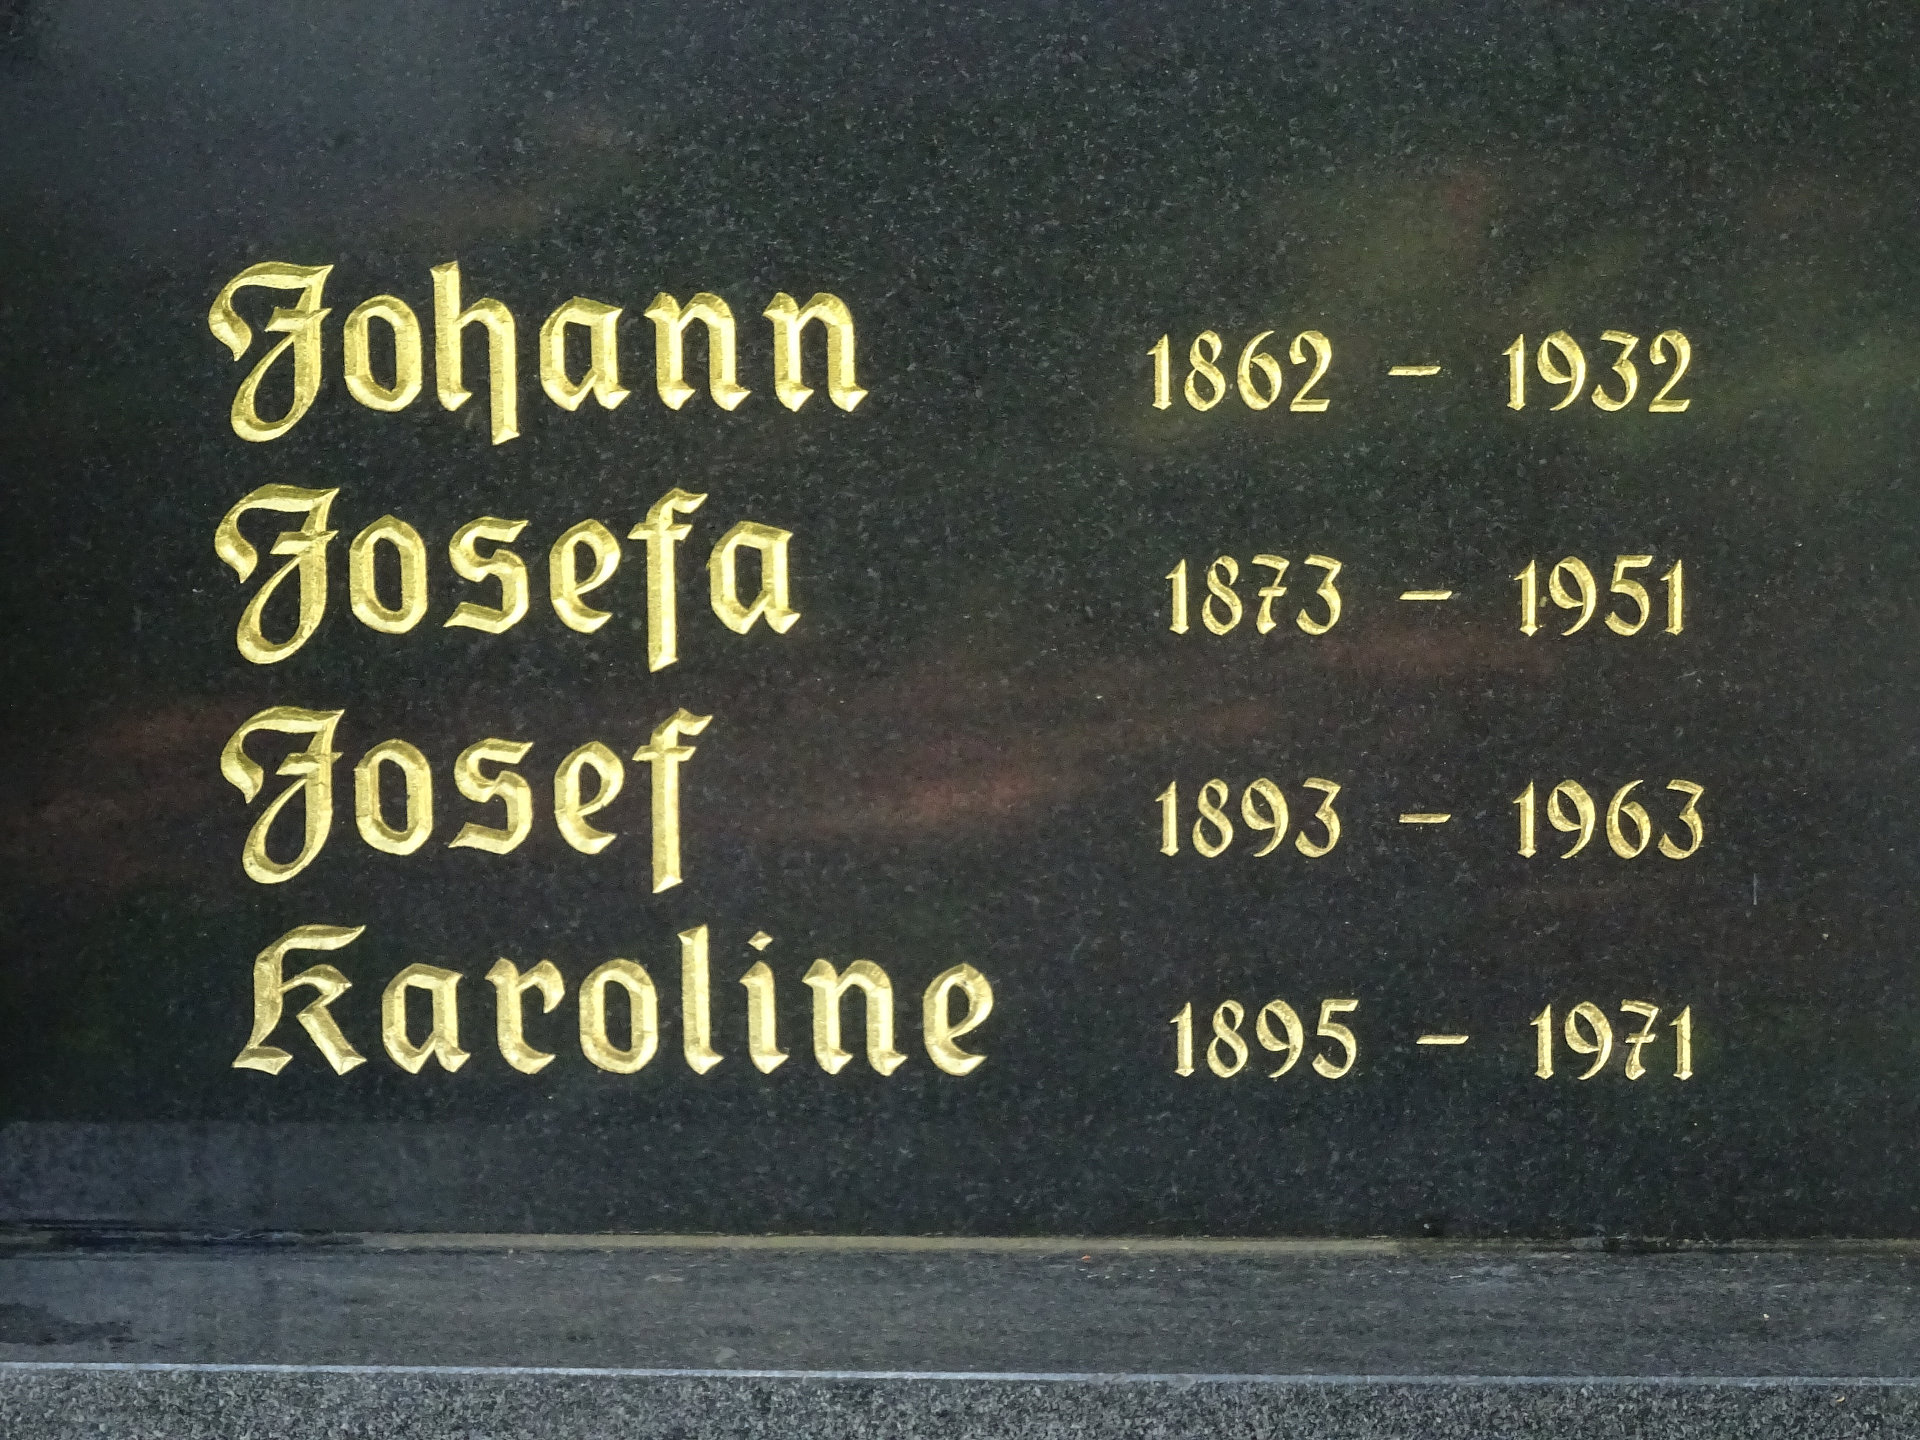 Johann 1862 – 1932
Josefa 1873 – 1951
Josef 1893 – 1963
Karoline 1895 – 1971